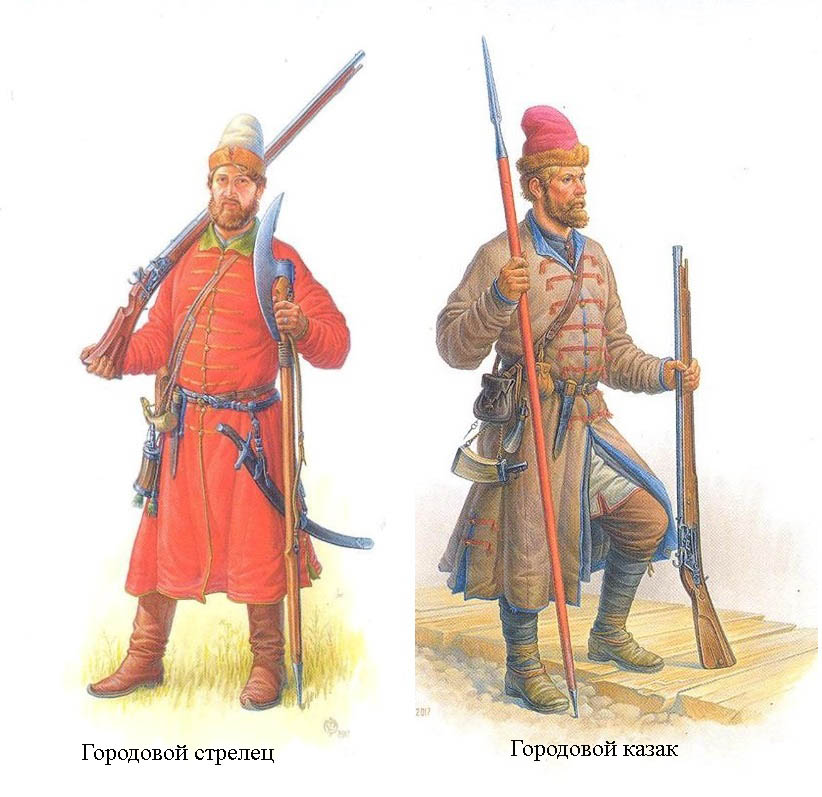 Городовой стрелец
Городовой казак
2017